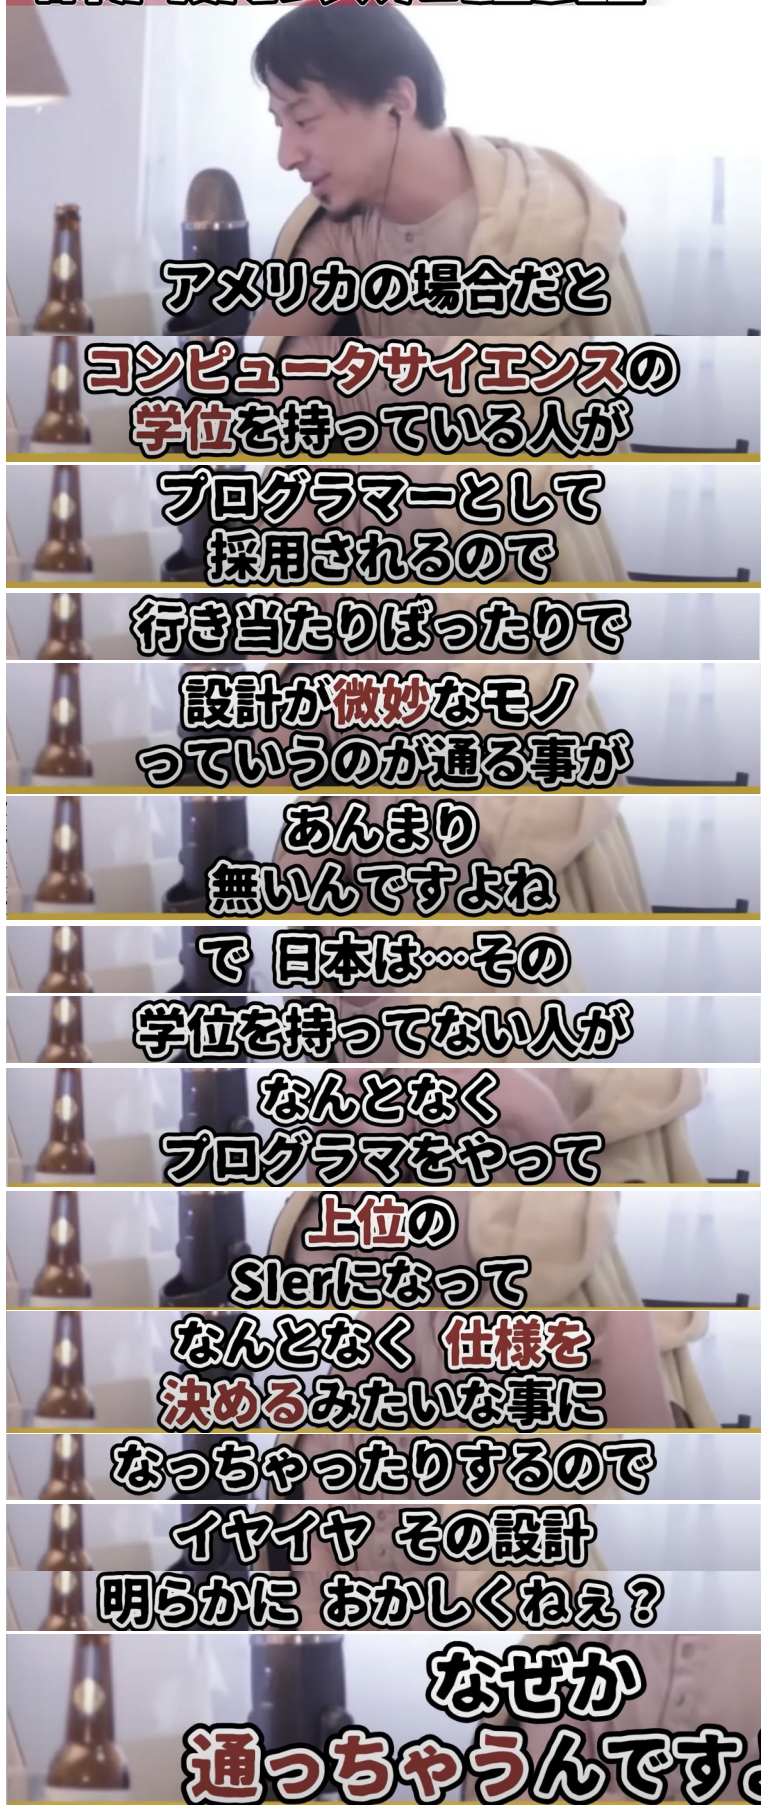 アメリカの場合だと
コンピュータサイエンスの
学位を持っている人が
プログラマーとして
採用されるので
行き当たりばったりで
設計が微妙なモノ
っていうのが通る事が
あんまり
無いんですよね
で 日本は…その
学位を持ってない人が
なんとなく
プログラマをやって
上位の
SIerになって
なんとなく 仕様を
決めるみたいな事に
なっちゃったりするので
イヤイヤ その設計
明らかに おかしくねぇ？
なぜか
通っちゃうんです